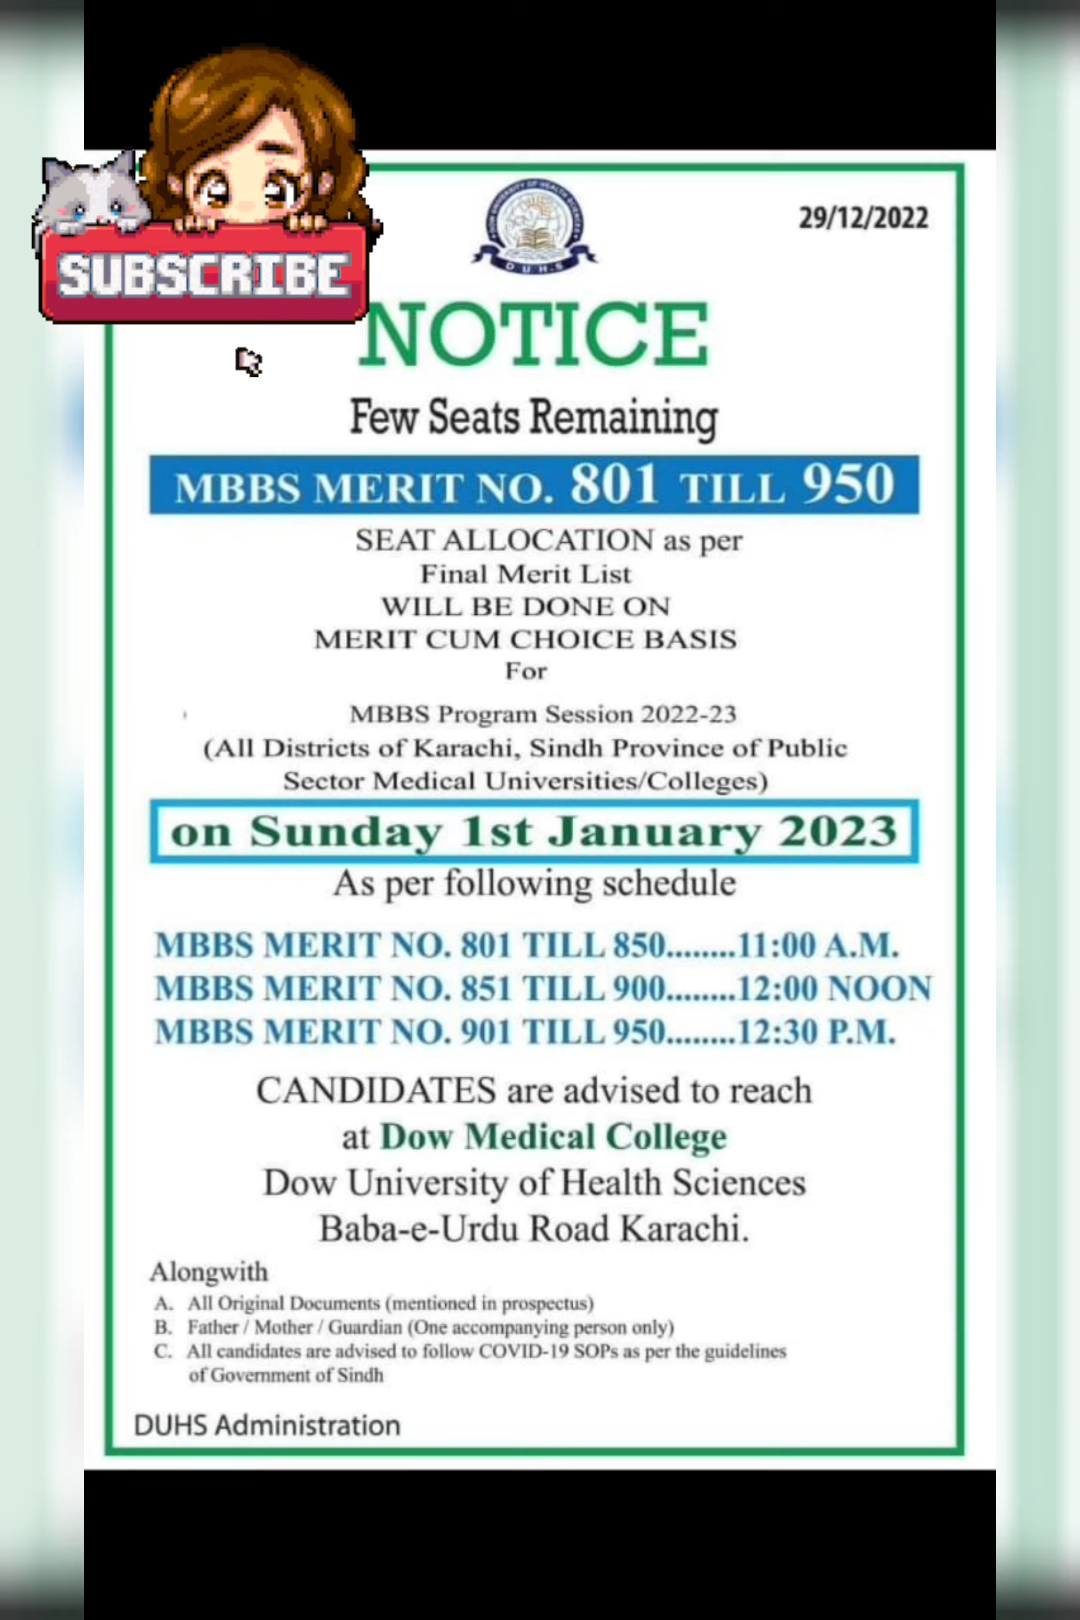 SUBSCRIBE
DOW UNIVERSITY OF HEALTH SCIENCES
D U H S
29/12/2022
NOTICE
Few Seats Remaining
MBBS MERIT NO. 801 TILL 950
SEAT ALLOCATION as per
Final Merit List
WILL BE DONE ON
MERIT CUM CHOICE BASIS
For
MBBS Program Session 2022-23
(All Districts of Karachi, Sindh Province of Public
Sector Medical Universities/Colleges)
on Sunday 1st January 2023
As per following schedule
MBBS MERIT NO. 801 TILL 850........11:00 A.M.
MBBS MERIT NO. 851 TILL 900........12:00 NOON
MBBS MERIT NO. 901 TILL 950........12:30 P.M.
CANDIDATES are advised to reach
at Dow Medical College
Dow University of Health Sciences
Baba-e-Urdu Road Karachi.
Alongwith
A. All Original Documents (mentioned in prospectus)
B. Father / Mother / Guardian (One accompanying person only)
C. All candidates are advised to follow COVID-19 SOPs as per the guidelines
of Government of Sindh
DUHS Administration